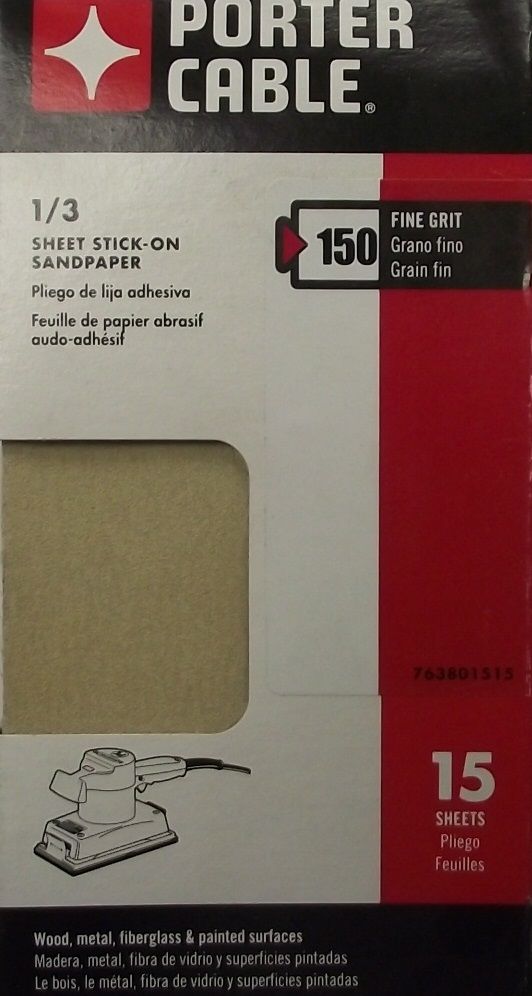 PORTER
CABLE®
1/3
SHEET STICK-ON
SANDPAPER
Pliego de lija adhesiva
Feuille de papier abrasif
audo-adhésif
150
FINE GRIT
Grano fino
Grain fin
763801515
15
SHEETS
Pliego
Feuilles
Wood, metal, fiberglass & painted surfaces
Madera, metal, fibra de vidrio y superficies pintadas
Le bois, le métal, fibra de vidrio y superficies pintadas